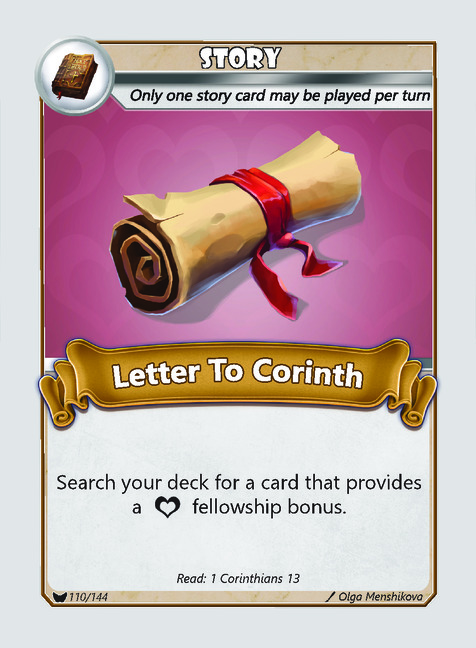 STORY
Only one story card may be played per turn
Letter To Corinth
Search your deck for a card that provides
a fellowship bonus.
Read: 1 Corinthians 13
110/144
Olga Menshikova